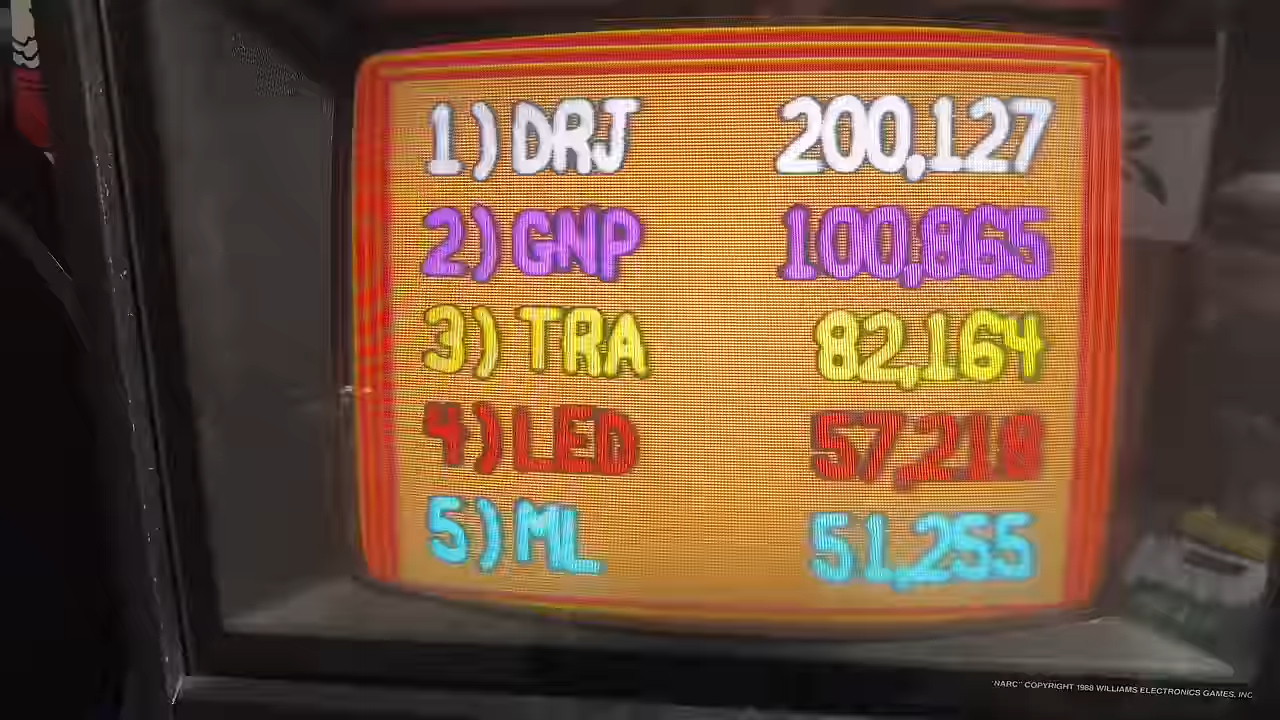 1) DRJ 200,127
2) GNP 100,865
3) TRA 82,164
4) LED 57,218
5) ML 51,255
"NARC" COPYRIGHT 1988 WILLIAMS ELECTRONICS GAMES, INC